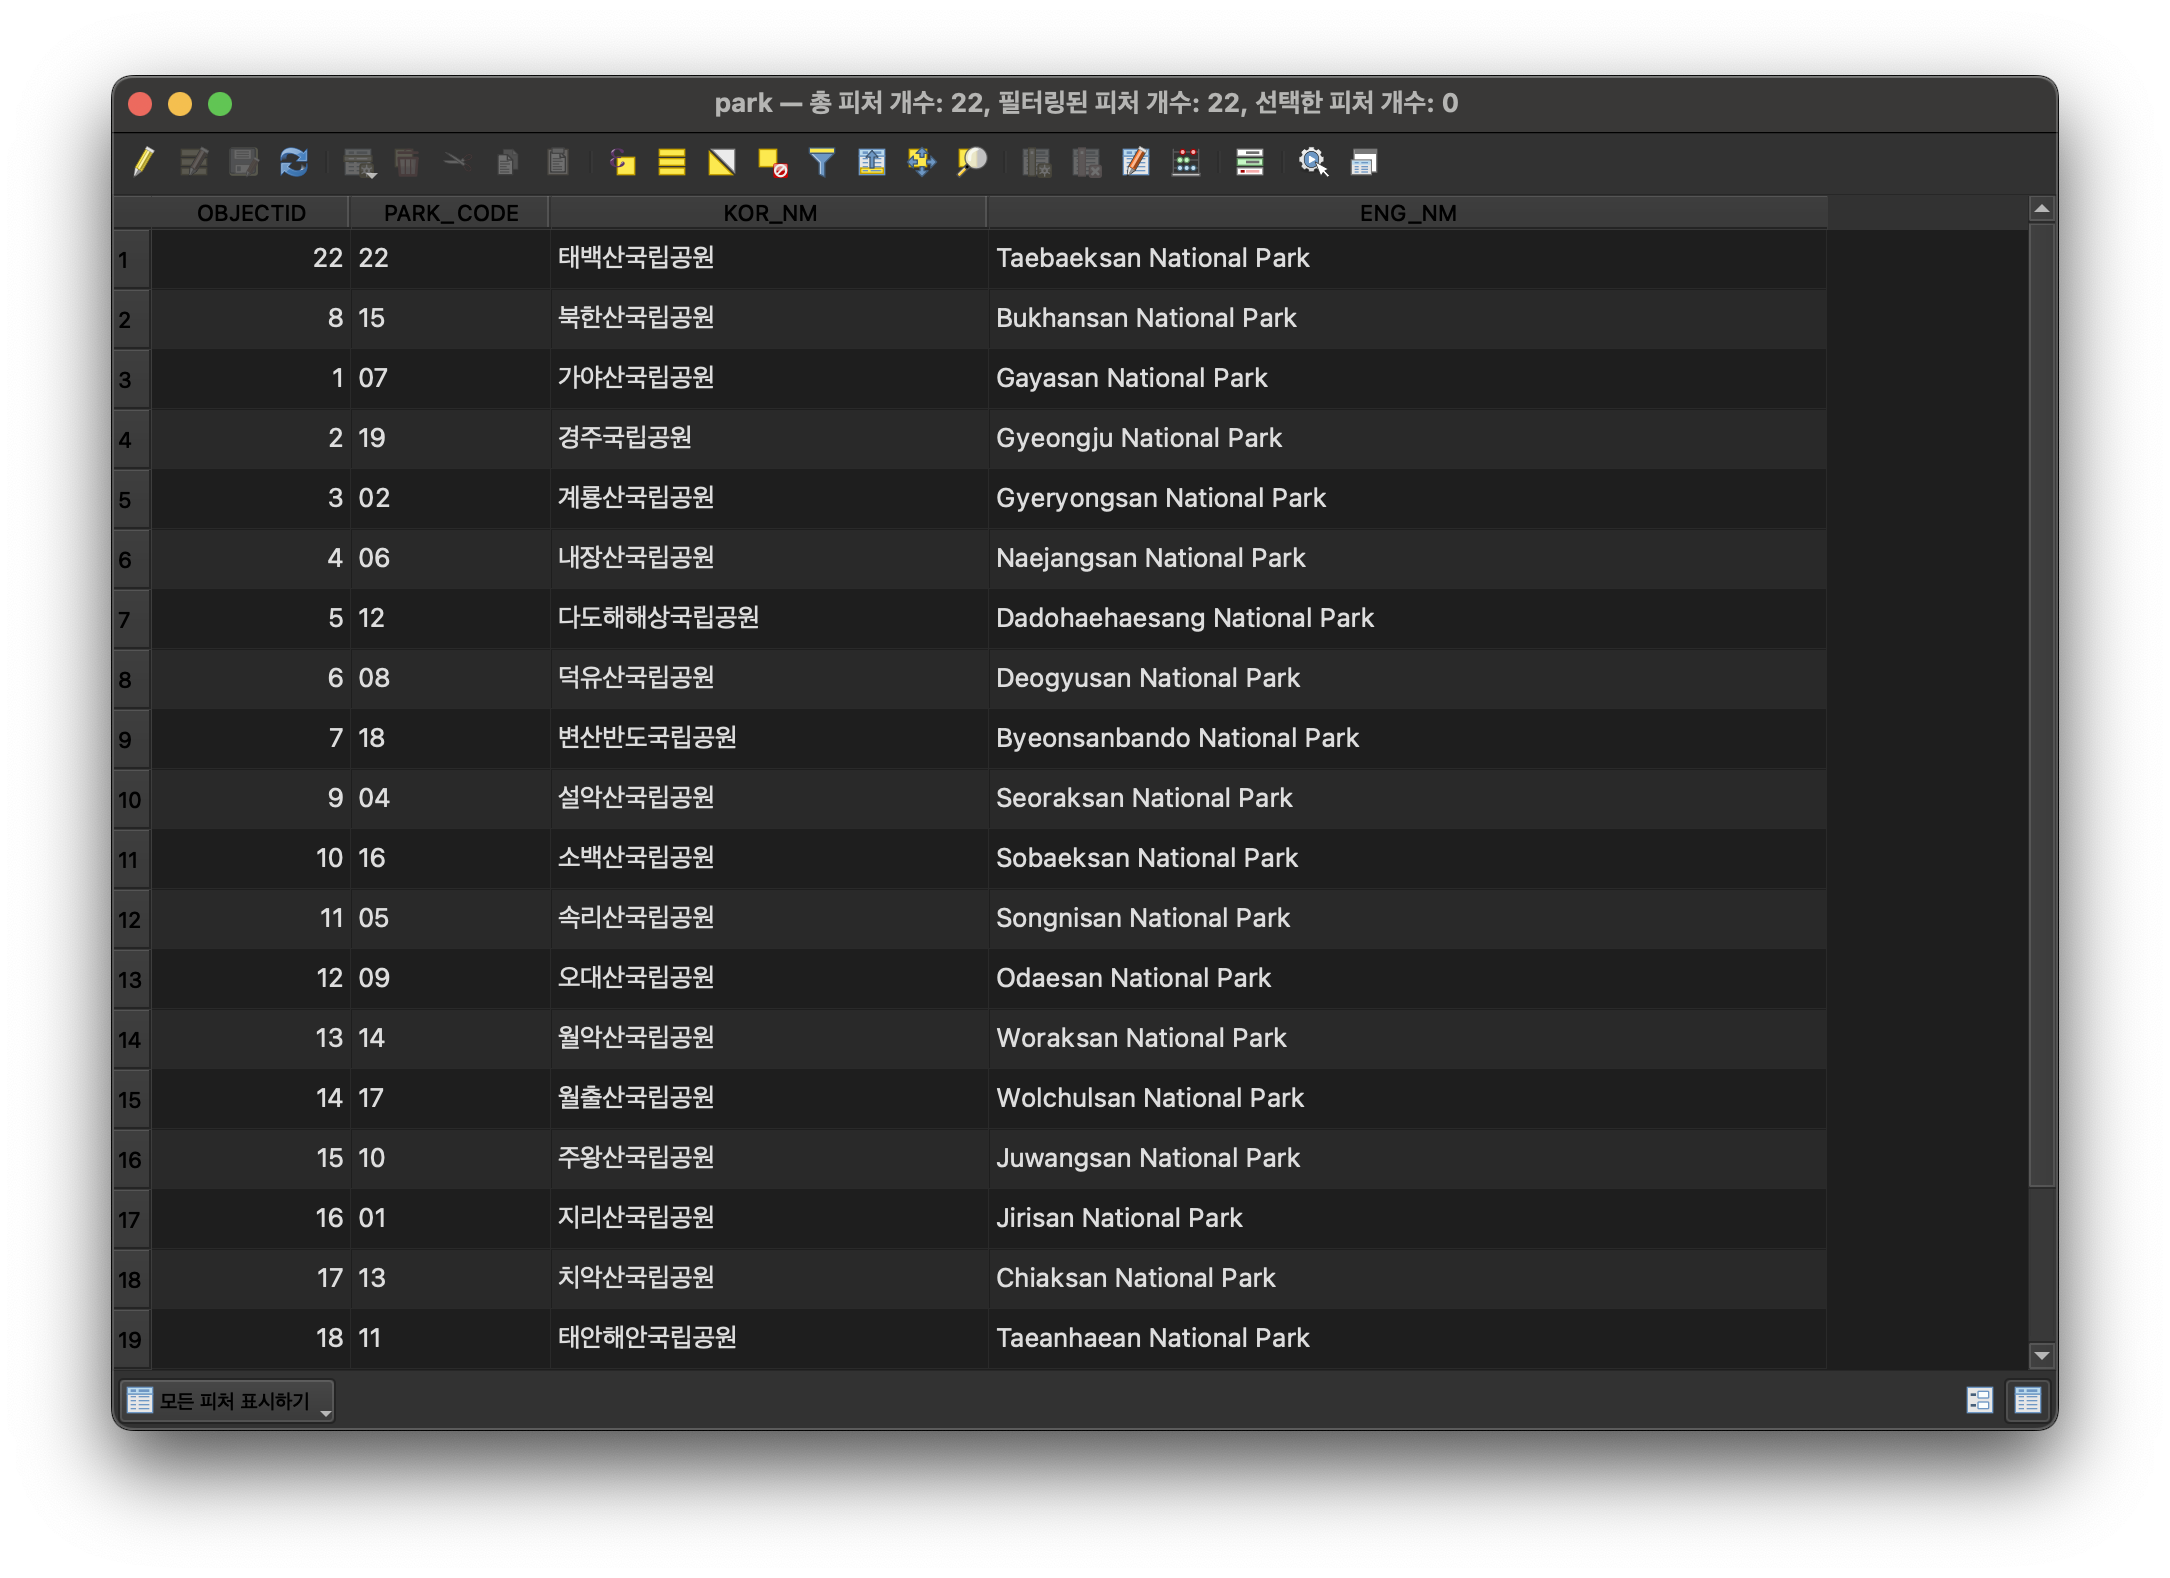 park — 총 피처 개수: 22, 필터링된 피처 개수: 22, 선택한 피처 개수: 0
OBJECTID PARK_CODE KOR_NM ENG_NM
1 22 22 태백산국립공원 Taebaeksan National Park
2 8 15 북한산국립공원 Bukhansan National Park
3 1 07 가야산국립공원 Gayasan National Park
4 2 19 경주국립공원 Gyeongju National Park
5 3 02 계룡산국립공원 Gyeryongsan National Park
6 4 06 내장산국립공원 Naejangsan National Park
7 5 12 다도해해상국립공원 Dadohaehaesang National Park
8 6 08 덕유산국립공원 Deogyusan National Park
9 7 18 변산반도국립공원 Byeonsanbando National Park
10 9 04 설악산국립공원 Seoraksan National Park
11 10 16 소백산국립공원 Sobaeksan National Park
12 11 05 속리산국립공원 Songnisan National Park
13 12 09 오대산국립공원 Odaesan National Park
14 13 14 월악산국립공원 Woraksan National Park
15 14 17 월출산국립공원 Wolchulsan National Park
16 15 10 주왕산국립공원 Juwangsan National Park
17 16 01 지리산국립공원 Jirisan National Park
18 17 13 치악산국립공원 Chiaksan National Park
19 18 11 태안해안국립공원 Taeanhaean National Park
모든 피처 표시하기